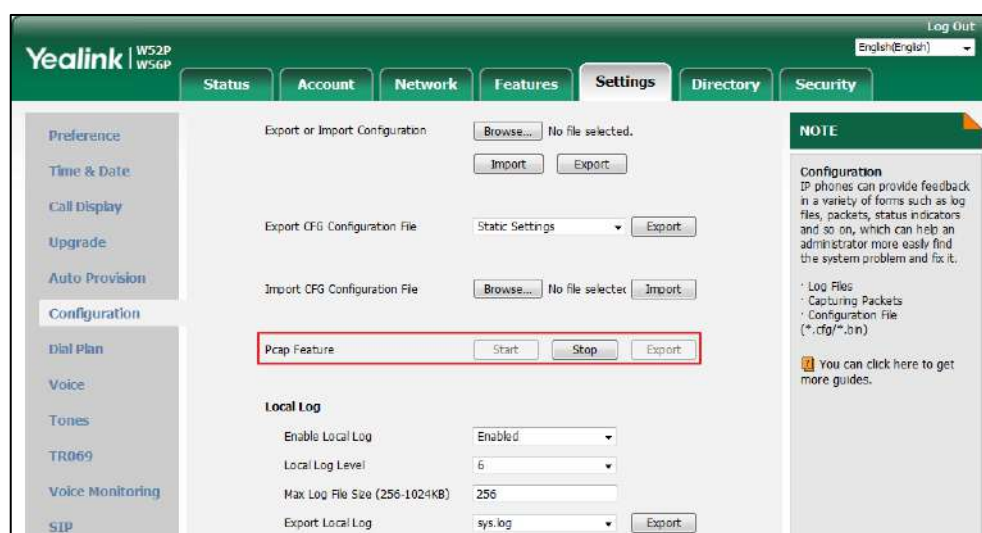 Log Out
Yealink | W52P W56P
English(English)
Status Account Network Features Settings Directory Security
Preference
Time & Date
Call Display
Upgrade
Auto Provision
Configuration
Dial Plan
Voice
Tones
TR069
Voice Monitoring
SIP
Export or Import Configuration Browse... No file selected.
Import Export
Export CFG Configuration File Static Settings Export
Import CFG Configuration File Browse... No file selected Import
Pcap Feature Start Stop Export
Local Log
Enable Local Log Enabled
Local Log Level 6
Max Log File Size (256-1024KB) 256
Export Local Log sys.log Export
NOTE
Configuration
IP phones can provide feedback
in a variety of forms such as log
files, packets, status indicators
and so on, which can help an
administrator more easily find
the system problem and fix it.
· Log Files
· Capturing Packets
· Configuration File
(*.cfg/*.bin)
You can click here to get
more guides.